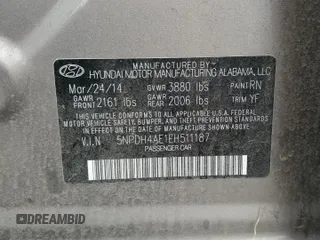 MANUFACTURED BY
HYUNDAI MOTOR MANUFACTURING ALABAMA, LLC
Mar/24/14 GVWR 3880 lbs PAINT RN
GAWR FRONT 2161 lbs GAWR REAR 2006 lbs TRIM YF
THIS VEHICLE CONFORMS TO ALL APPLICABLE U.S. FEDERAL
MOTOR VEHICLE SAFETY, BUMPER, AND THEFT PREVENTION
STANDARDS IN EFFECT ON THE DATE OF MANUFACTURE
SHOWN ABOVE.
V.I.N 5NPDH4AE1EH511187
PASSENGER CAR
DREAMBID